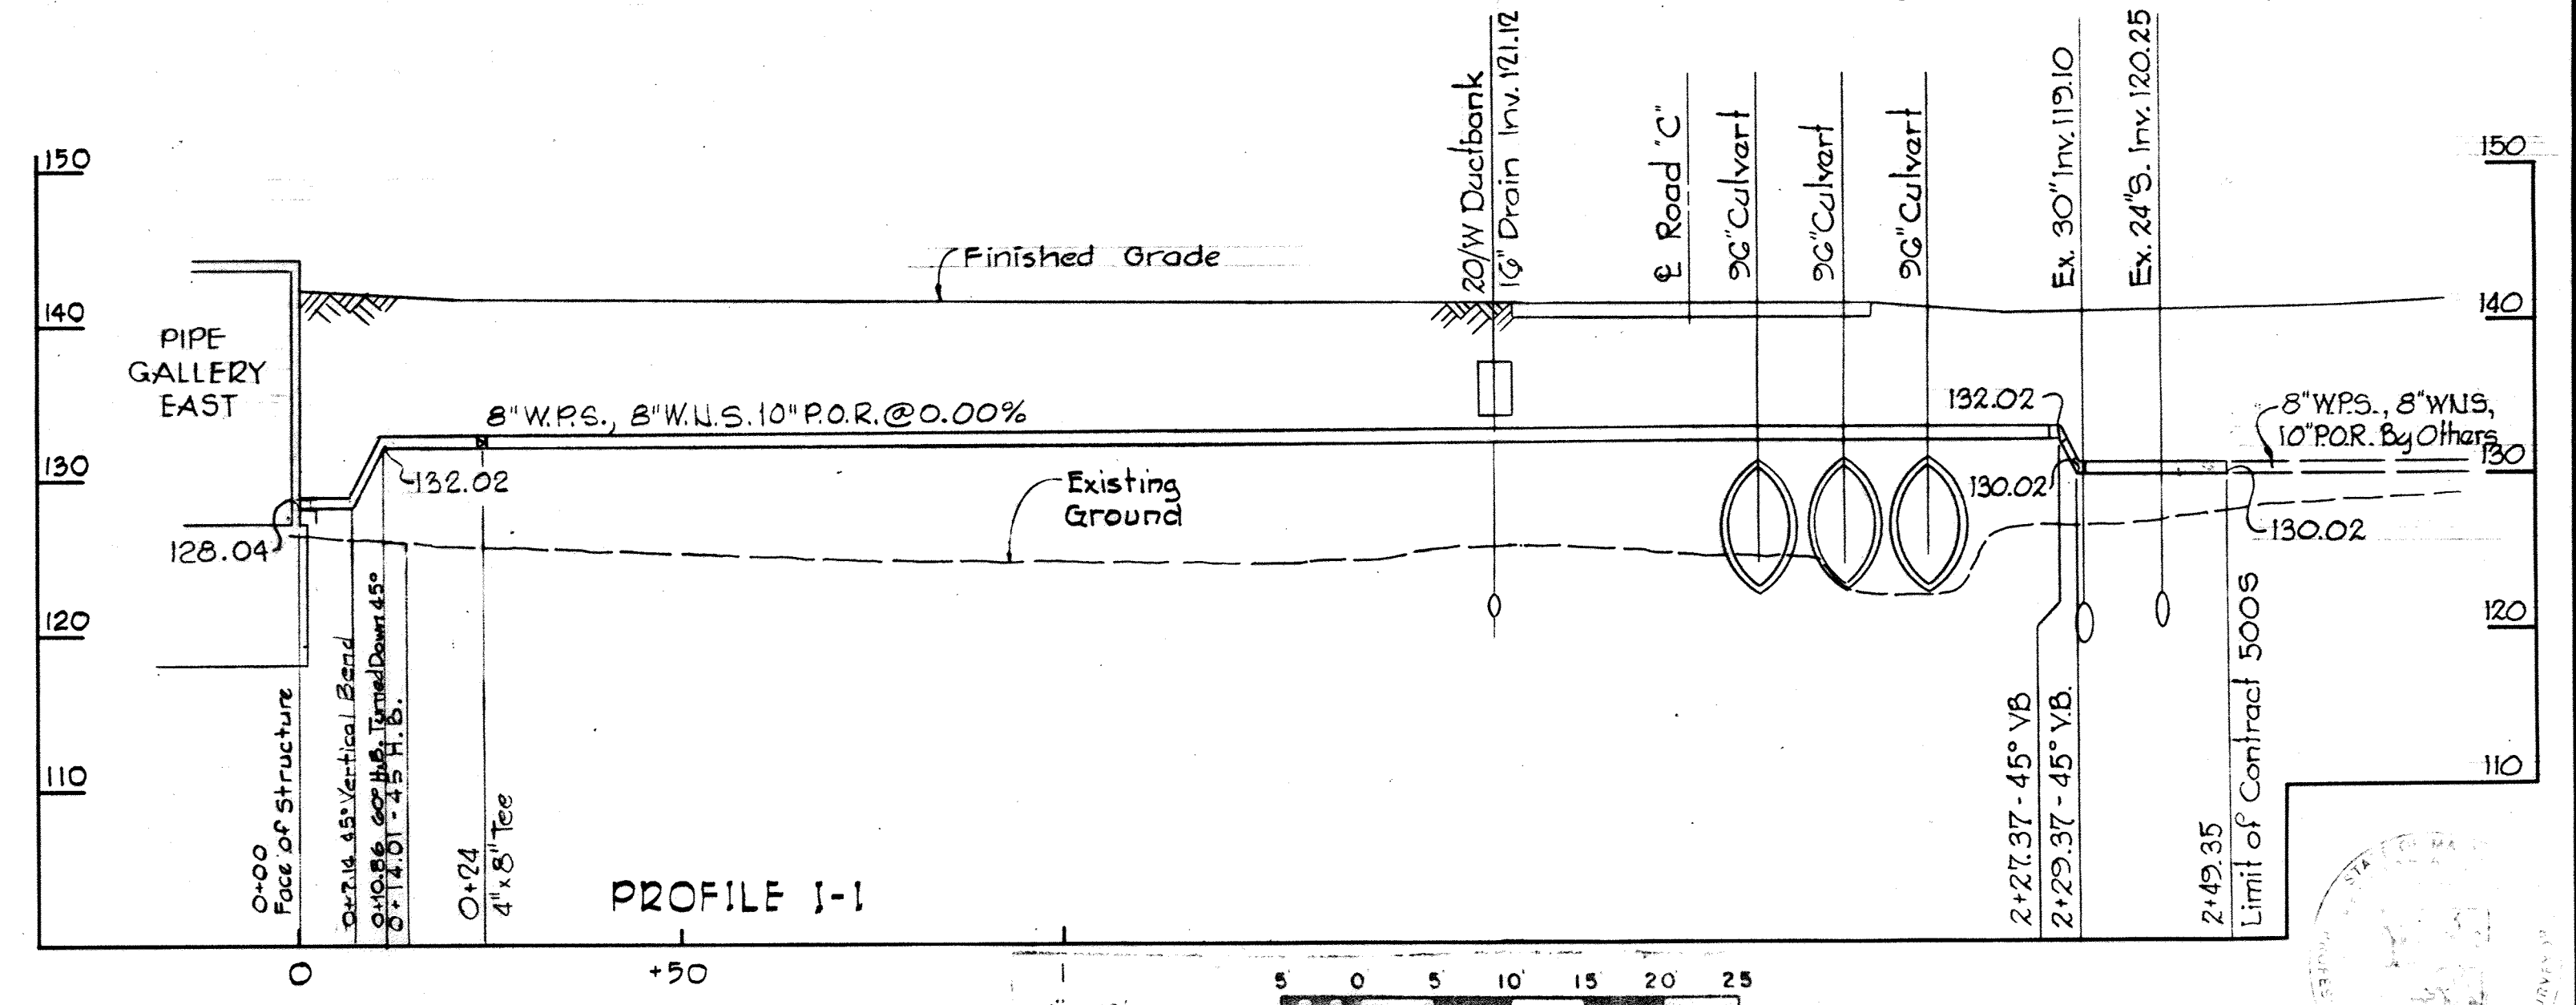 150
140
130
120
110
150
140
130
120
110
PIPE
GALLERY
EAST
Finished Grade
20/W Ductbank
16" Drain Inv. 121.12
℄ Road "C"
96" Culvert
96" Culvert
96" Culvert
Ex. 30" Inv. 119.10
Ex. 24" S. Inv. 120.25
8" W.P.S., 8" W.N.S. 10" P.O.R. @ 0.00%
132.02
128.04
Existing
Ground
132.02
130.02
8" W.P.S., 8" WNS,
10" P.O.R. By Others
130.02
0+00
Face of Structure
0+7.14 45° Vertical Bend
0+10.86 60° H.B. Turned Down 45°
0+14.01 - 45 H.B.
0+24
4" x 8" Tee
2+27.37 - 45° VB
2+29.37 - 45° V.B.
2+49.35
Limit of Contract 500S
PROFILE I-I
0
+50
1
5' 0' 5' 10' 15' 20' 25